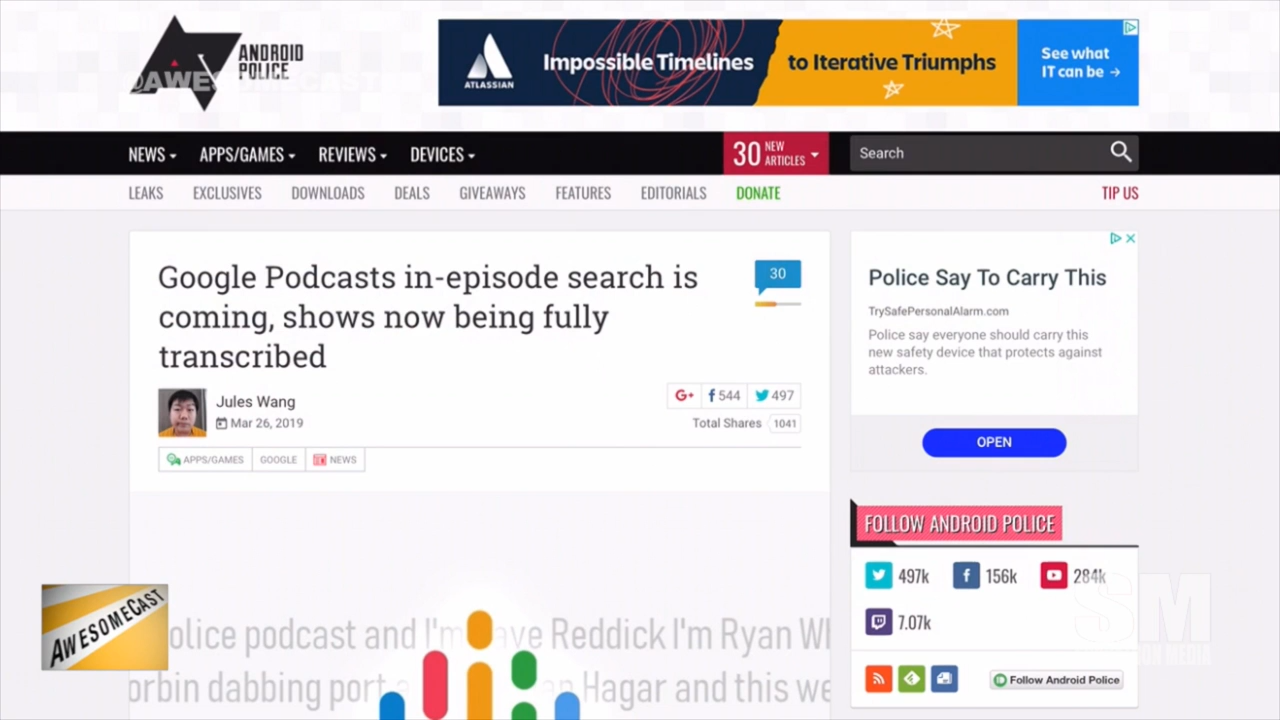 ANDROID
POLICE
@AWESOMECAST
ATLASSIAN
Impossible Timelines
to Iterative Triumphs
See what
IT can be →
NEWS
APPS/GAMES
REVIEWS
DEVICES
30 NEW
ARTICLES
Search
LEAKS
EXCLUSIVES
DOWNLOADS
DEALS
GIVEAWAYS
FEATURES
EDITORIALS
DONATE
TIP US
Google Podcasts in-episode search is
coming, shows now being fully
transcribed
30
Jules Wang
Mar 26, 2019
G+
f 544
497
Total Shares 1041
APPS/GAMES
GOOGLE
NEWS
Police Say To Carry This
TrySafePersonalAlarm.com
Police say everyone should carry this
new safety device that protects against
attackers.
OPEN
FOLLOW ANDROID POLICE
497k
156k
284k
7.07k
Follow Android Police
AWESOMECAST
olice podcast and I'm ave Reddick I'm Ryan Wh
orbin dabbing port Hagar and this we
SM
MEDIA